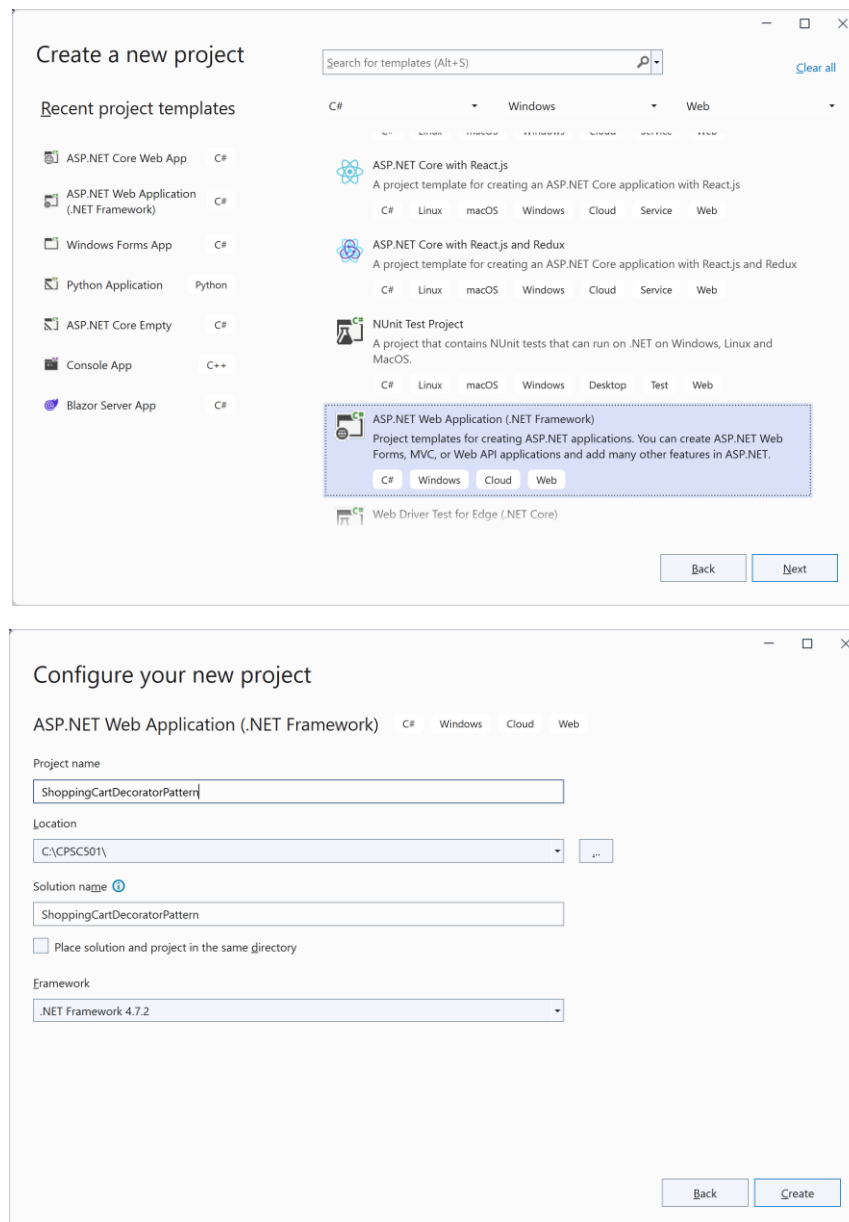 Create a new project
Search for templates (Alt+S)
Clear all
Recent project templates
C# Windows Web
ASP.NET Core Web App C#
ASP.NET Web Application
(.NET Framework) C#
Windows Forms App C#
Python Application Python
ASP.NET Core Empty C#
Console App C++
Blazor Server App C#
C# Linux macOS Windows Cloud Service Web
ASP.NET Core with React.js
A project template for creating an ASP.NET Core application with React.js
C# Linux macOS Windows Cloud Service Web
ASP.NET Core with React.js and Redux
A project template for creating an ASP.NET Core application with React.js and Redux
C# Linux macOS Windows Cloud Service Web
NUnit Test Project
A project that contains NUnit tests that can run on .NET on Windows, Linux and
MacOS.
C# Linux macOS Windows Desktop Test Web
ASP.NET Web Application (.NET Framework)
Project templates for creating ASP.NET applications. You can create ASP.NET Web
Forms, MVC, or Web API applications and add many other features in ASP.NET.
C# Windows Cloud Web
Web Driver Test for Edge (.NET Core)
Back Next
Configure your new project
ASP.NET Web Application (.NET Framework) C# Windows Cloud Web
Project name
ShoppingCartDecoratorPattern
Location
C:\CPSC501\
...
Solution name
ShoppingCartDecoratorPattern
Place solution and project in the same directory
Framework
.NET Framework 4.7.2
Back Create